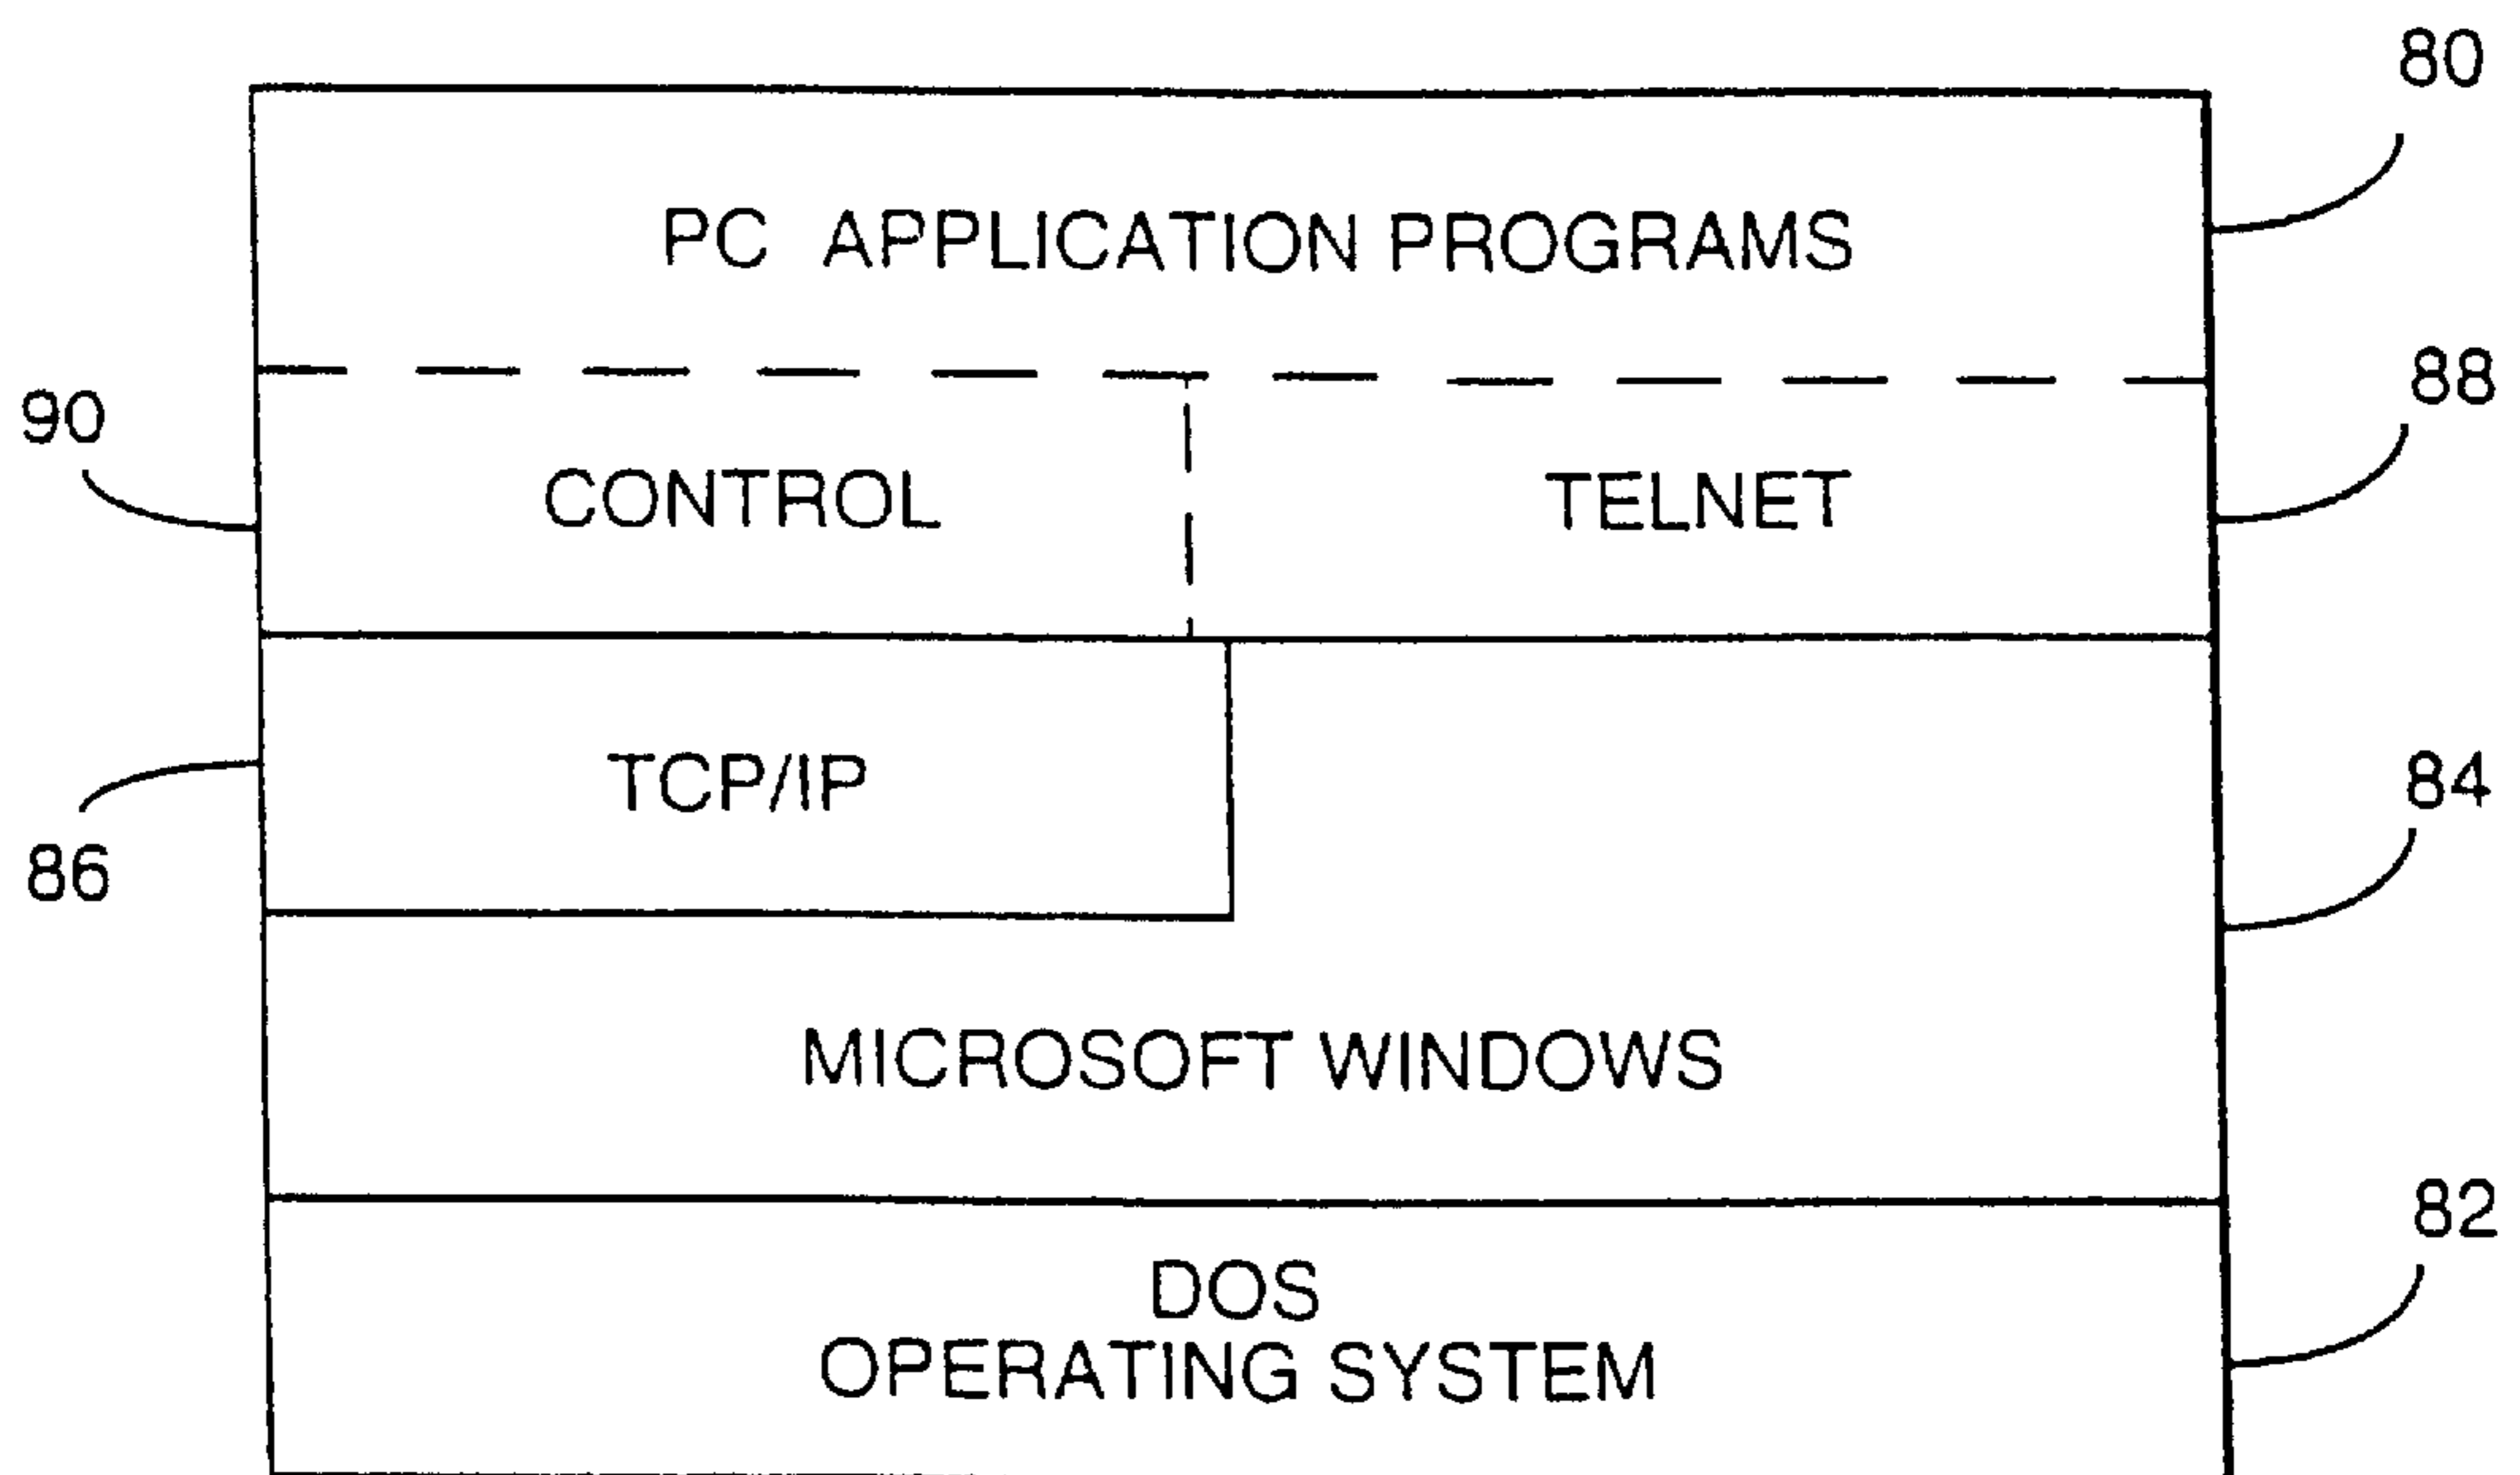 80
PC APPLICATION PROGRAMS
88
90
CONTROL
TELNET
TCP/IP
84
86
MICROSOFT WINDOWS
82
DOS
OPERATING SYSTEM